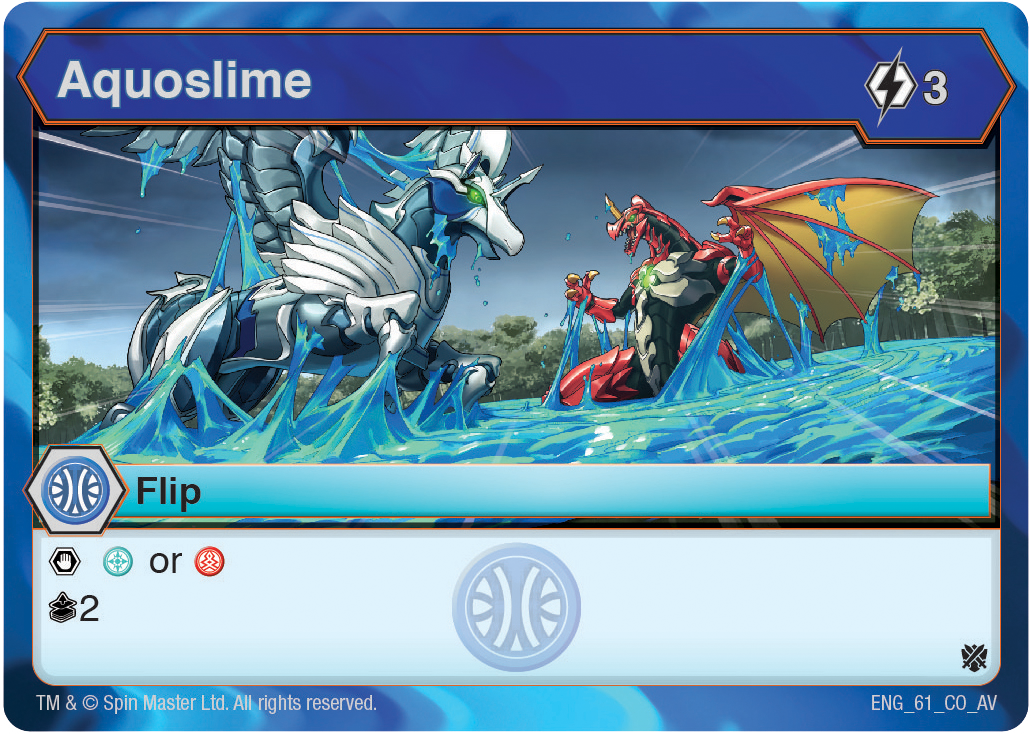 Aquoslime
3
Flip
or
2
TM & © Spin Master Ltd. All rights reserved.
ENG_61_CO_AV